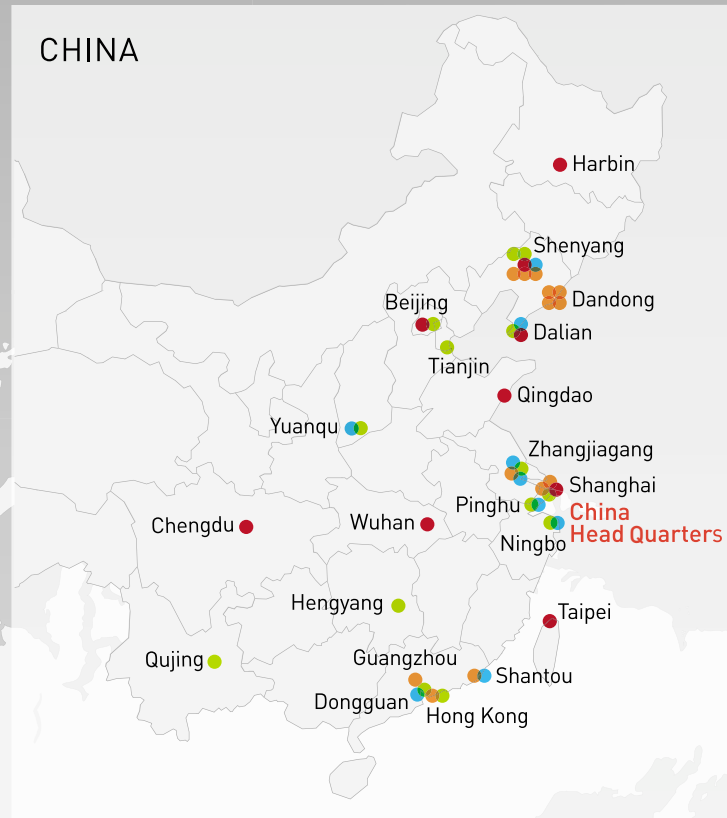 CHINA
Harbin
Shenyang
Beijing
Dandong
Dalian
Tianjin
Qingdao
Yuanqu
Zhangjiagang
Shanghai
Pinghu
China
Head Quarters
Chengdu
Wuhan
Ningbo
Hengyang
Taipei
Guangzhou
Qujing
Shantou
Dongguan
Hong Kong